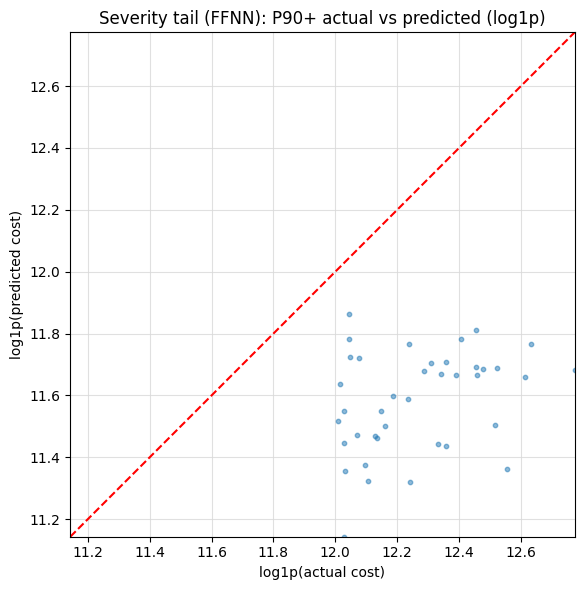 Severity tail (FFNN): P90+ actual vs predicted (log1p)
12.6
12.4
12.2
12.0
11.8
11.6
11.4
11.2
log1p(predicted cost)
11.2 11.4 11.6 11.8 12.0 12.2 12.4 12.6
log1p(actual cost)